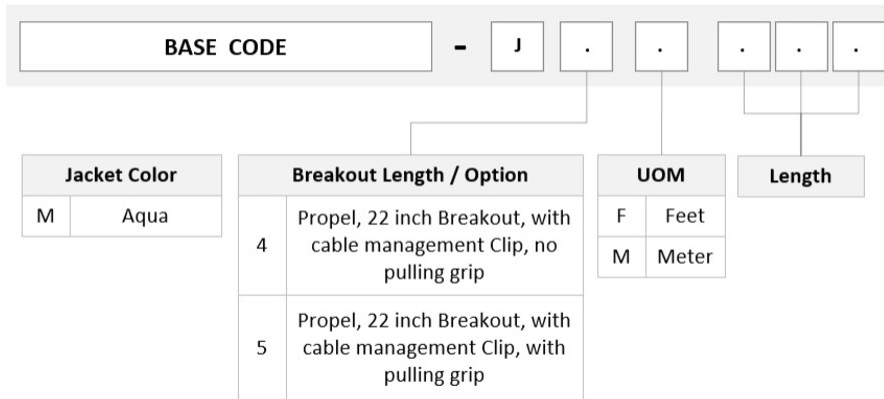 BASE CODE - J . . . . .
Jacket Color
M Aqua
Breakout Length / Option
4 Propel, 22 inch Breakout, with
cable management Clip, no
pulling grip
5 Propel, 22 inch Breakout, with
cable management Clip, with
pulling grip
UOM
F Feet
M Meter
Length